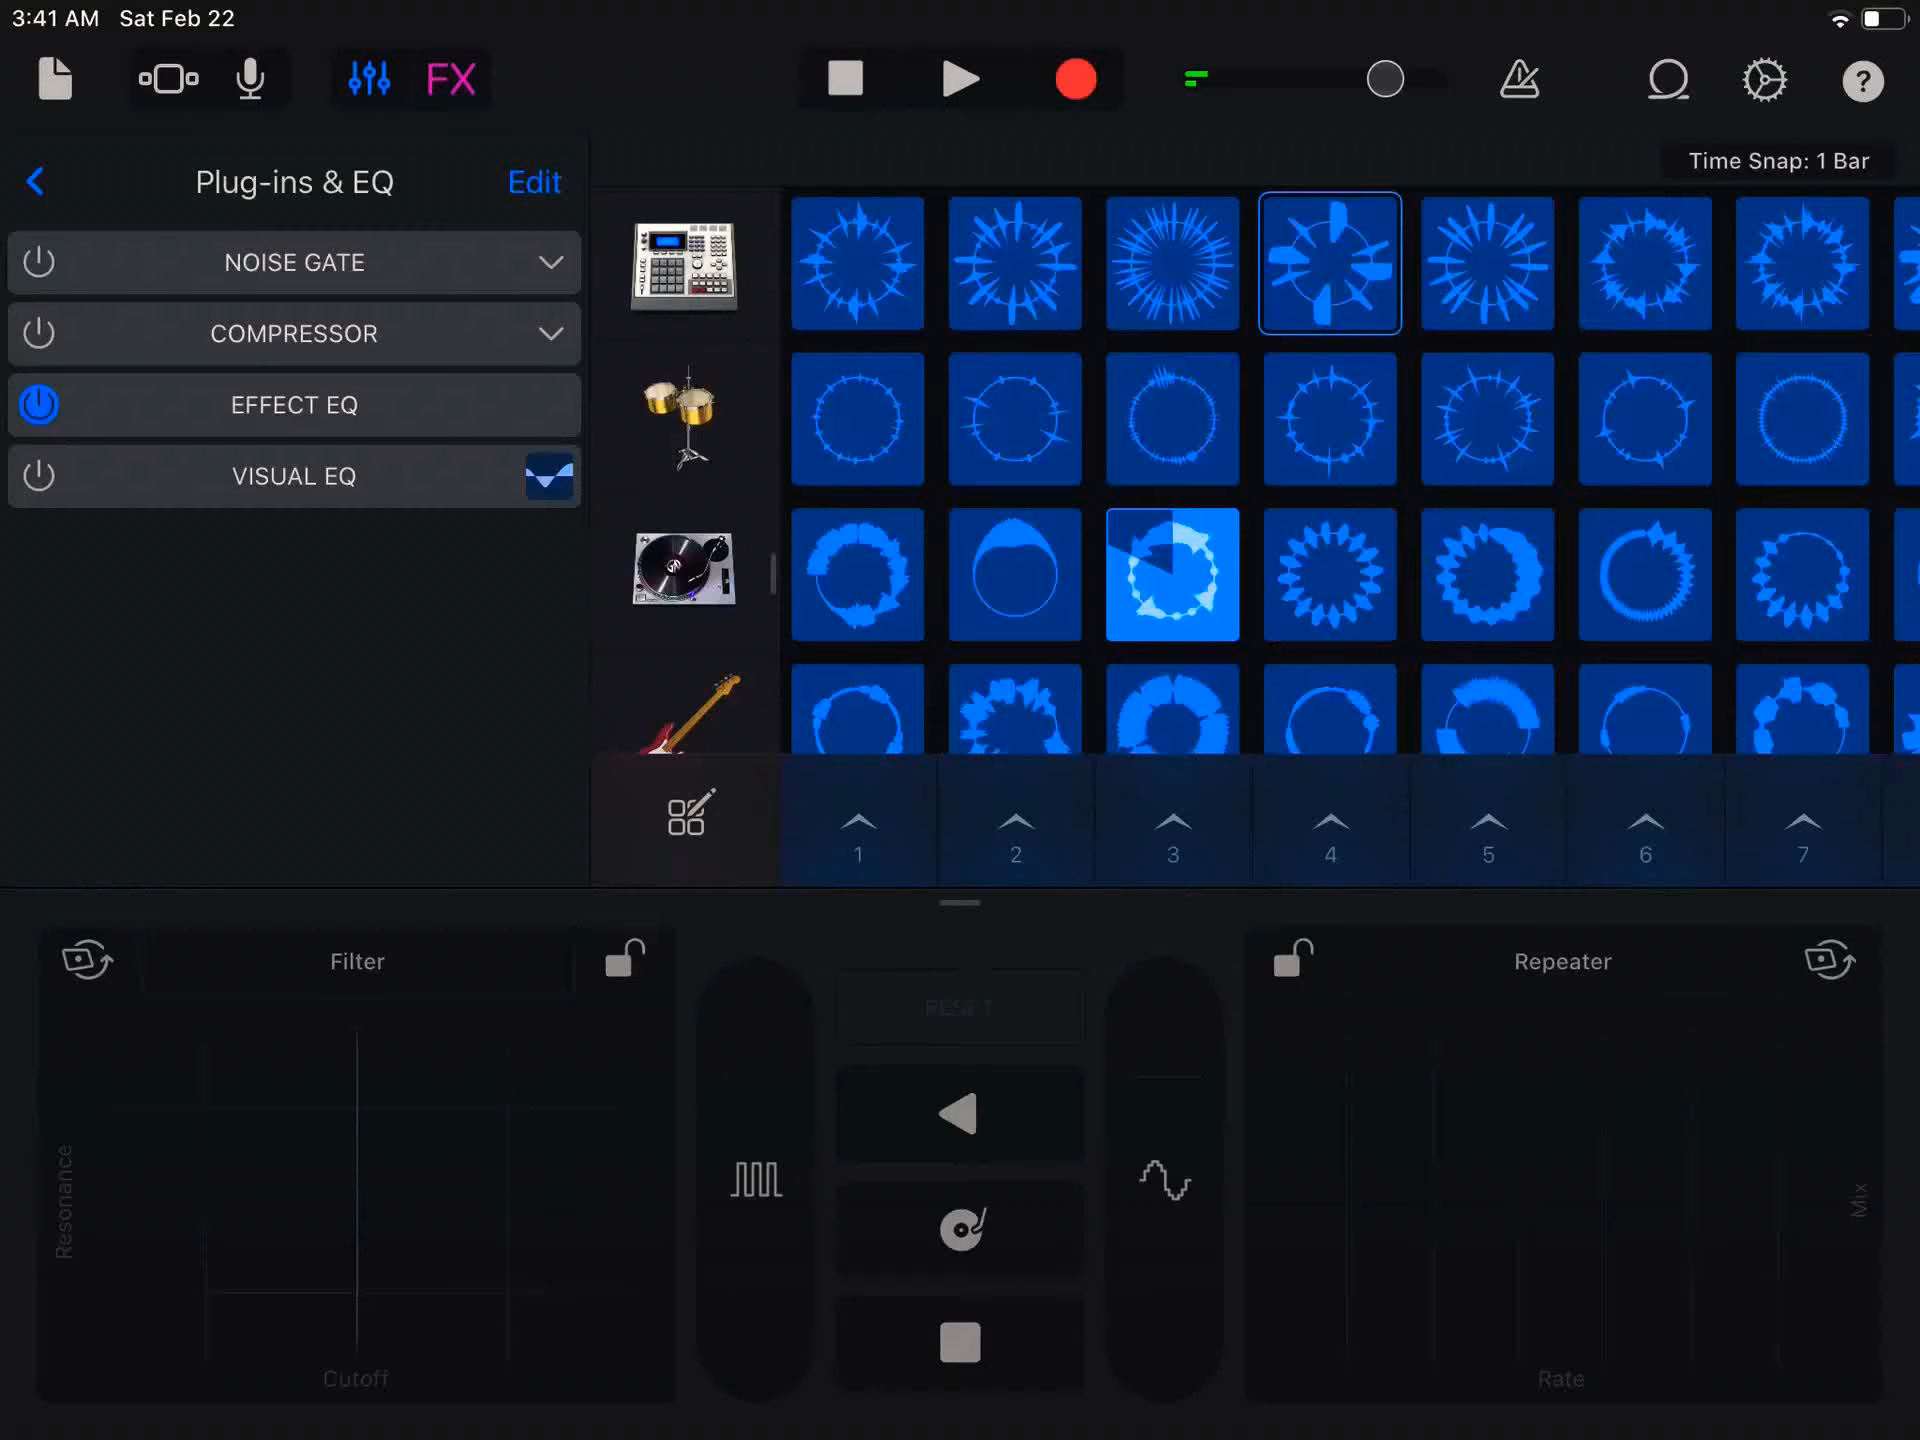 3:41 AM Sat Feb 22
FX
Time Snap: 1 Bar
Plug-ins & EQ
Edit
NOISE GATE
COMPRESSOR
EFFECT EQ
VISUAL EQ
1 2 3 4 5 6 7
Filter
Repeater
RESET
Resonance
Mix
Cutoff
Rate